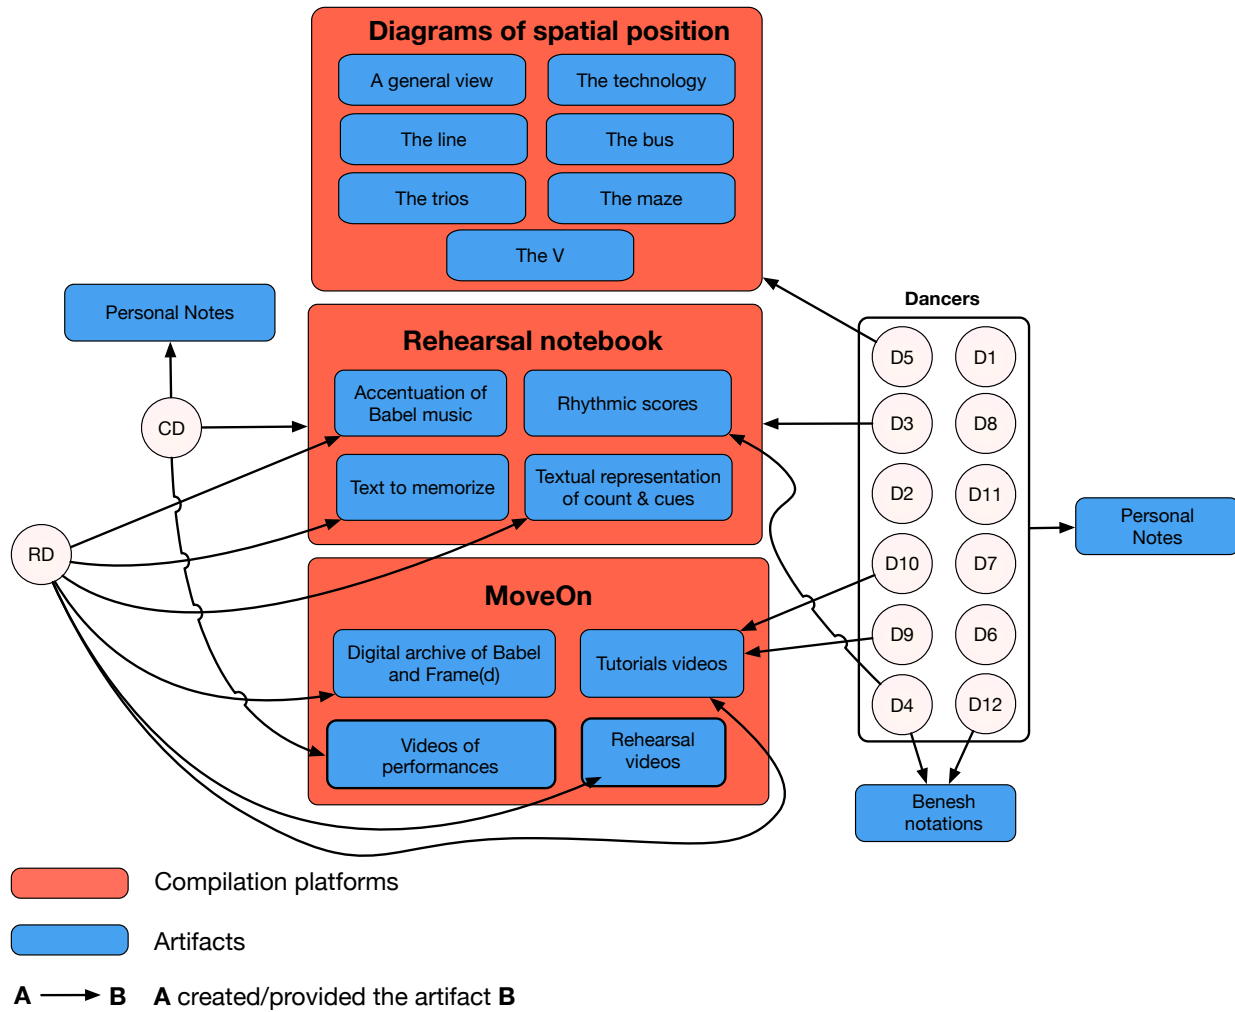 Diagrams of spatial position
A general view
The technology
The line
The bus
The trios
The maze
The V
Personal Notes
CD
RD
Rehearsal notebook
Accentuation of
Babel music
Rhythmic scores
Text to memorize
Textual representation
of count & cues
MoveOn
Digital archive of Babel
and Frame(d)
Tutorials videos
Videos of
performances
Rehearsal
videos
Dancers
D5
D1
D3
D8
D2
D11
D10
D7
D9
D6
D4
D12
Personal
Notes
Benesh
notations
Compilation platforms
Artifacts
A B A created/provided the artifact B